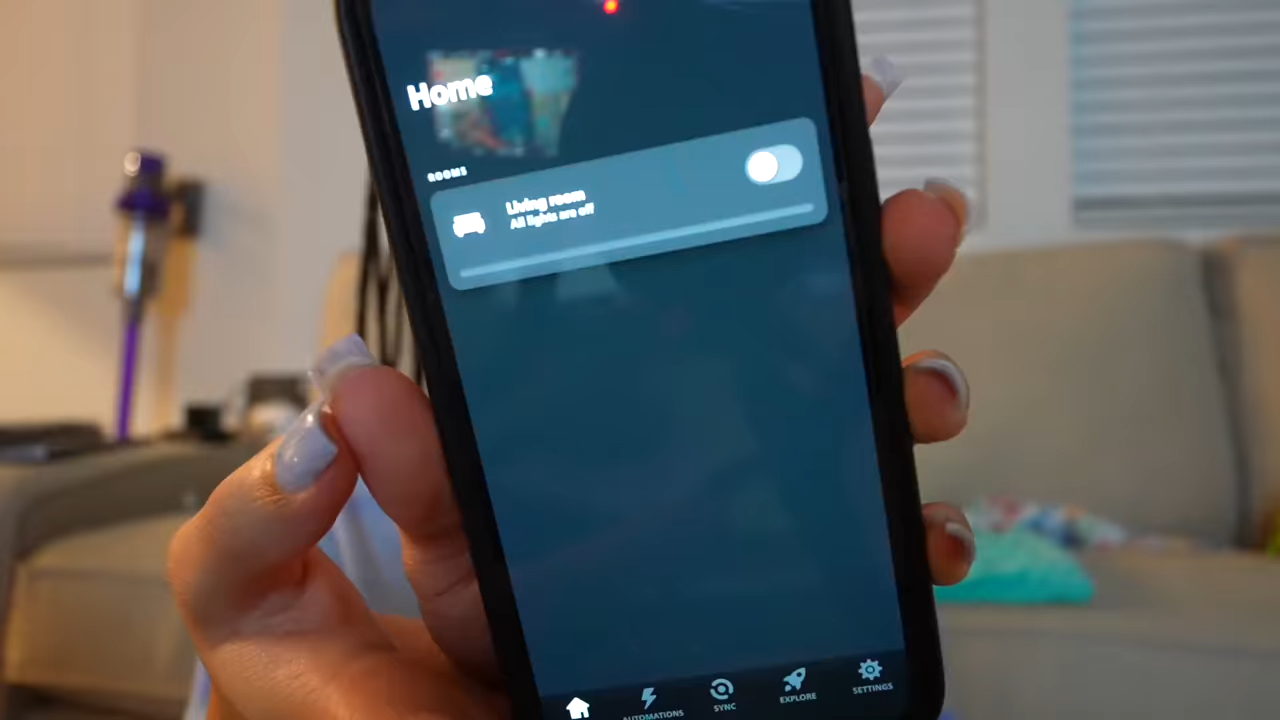 Home
ROOMS
Living room
All lights are off
AUTOMATIONS
SYNC
EXPLORE
SETTINGS